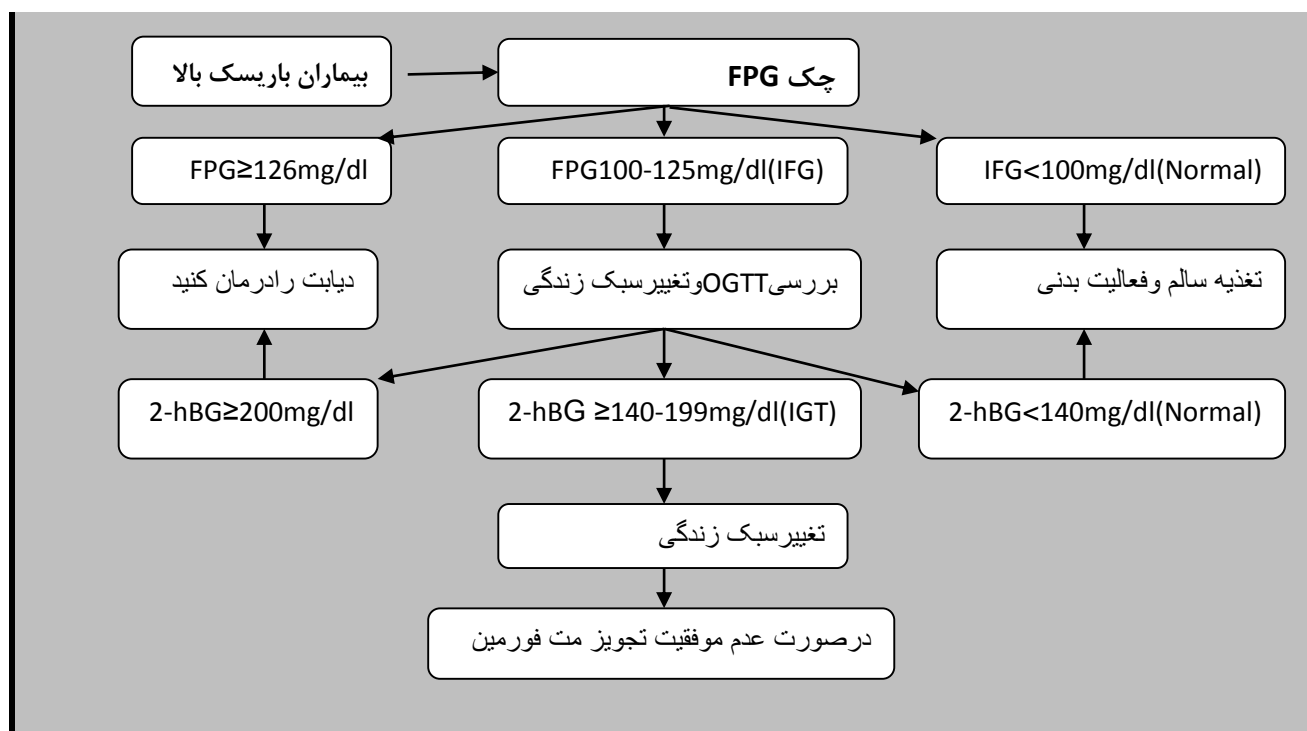 بیماران باریسک بالا
چک FPG
FPG≥126mg/dl
FPG100-125mg/dl(IFG)
IFG<100mg/dl(Normal)
دیابت رادرمان کنید
بررسیOGTTوتغییرسبک زندگی
تغذیه سالم وفعالیت بدنی
2-hBG≥200mg/dl
2-hBG ≥140-199mg/dl(IGT)
2-hBG<140mg/dl(Normal)
تغییرسبک زندگی
درصورت عدم موفقیت تجویز مت فورمین